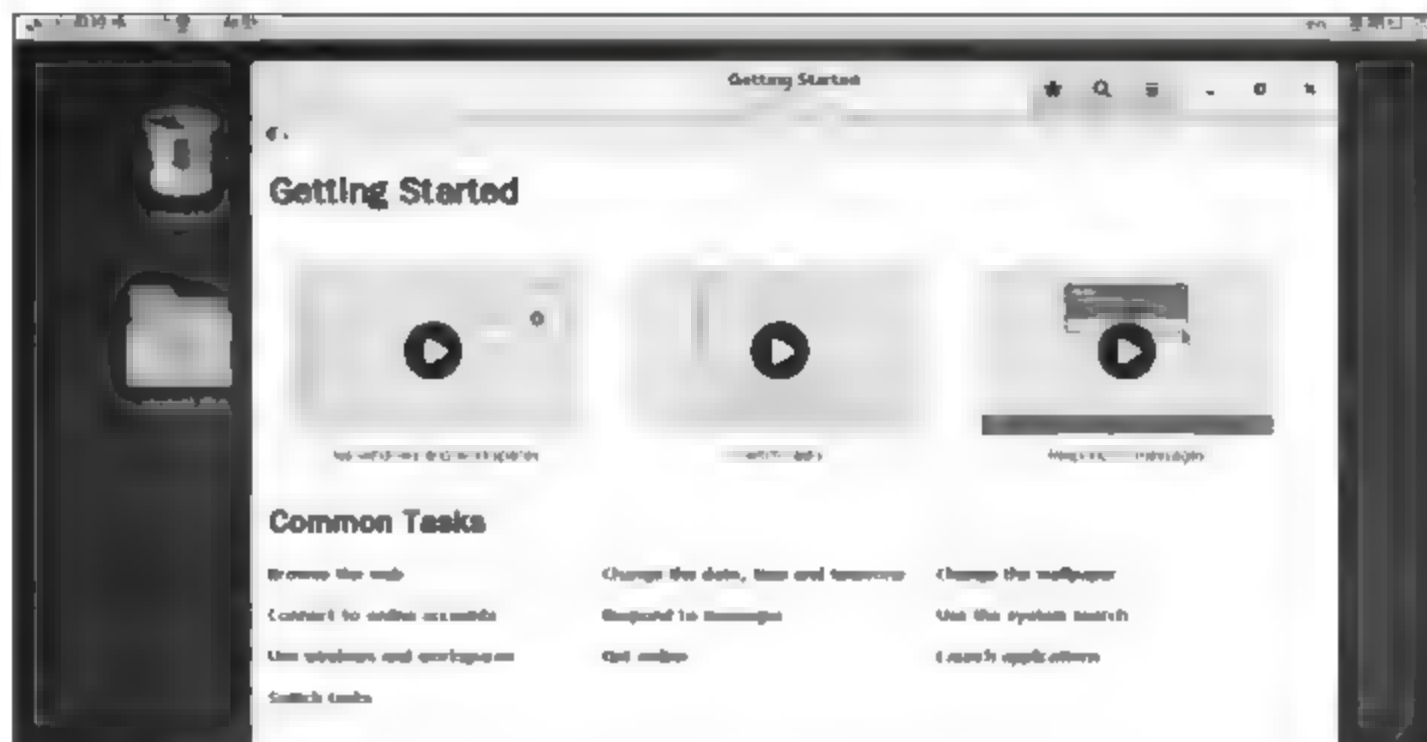 Getting Started
Getting Started
Common Tasks
Browse the web
Change the date, time and timezone
Change the wallpaper
Connect to online accounts
Respond to messages
Use the system search
Use windows and workspaces
Get online
Launch applications
Switch tasks